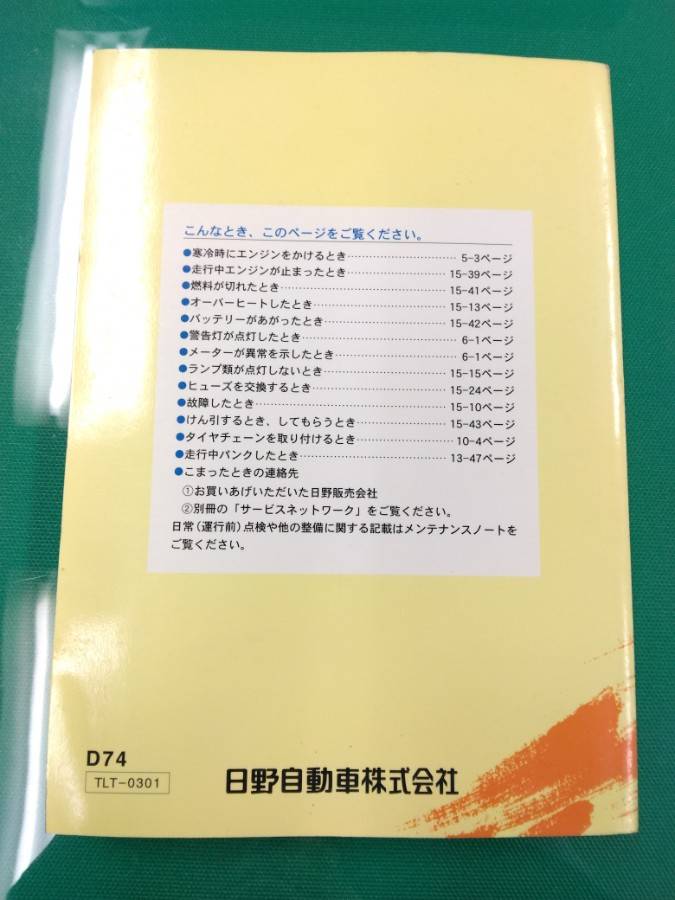 こんなとき、このページをご覧ください。
●寒冷時にエンジンをかけるとき………………………… 5-3ページ
●走行中エンジンが止まったとき………………………… 15-39ページ
●燃料が切れたとき………………………… 15-41ページ
●オーバーヒートしたとき………………………… 15-13ページ
●バッテリーがあがったとき………………………… 15-42ページ
●警告灯が点灯したとき………………………… 6-1ページ
●メーターが異常を示したとき………………………… 6-1ページ
●ランプ類が点灯しないとき………………………… 15-15ページ
●ヒューズを交換するとき………………………… 15-24ページ
●故障したとき………………………… 15-10ページ
●けん引するとき、してもらうとき………………………… 15-43ページ
●タイヤチェーンを取り付けるとき………………………… 10-4ページ
●走行中パンクしたとき………………………… 13-47ページ
●こまったときの連絡先
①お買いあげいただいた日野販売会社
②別冊の「サービスネットワーク」をご覧ください。
日常(運行前)点検や他の整備に関する記載はメンテナンスノートを
ご覧ください。
D74
TLT-0301
日野自動車株式会社